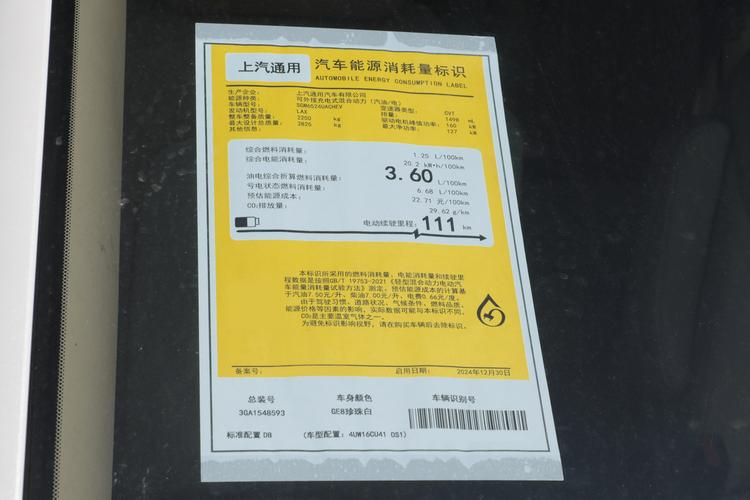 上汽通用 汽车能源消耗量标识
AUTOMOBILE ENERGY CONSUMPTION LABEL
生产企业： 上汽通用汽车有限公司
能源种类： 可外接充电式混合动力（汽油/电）
车辆型号： SGM6524UADHEV 变速器类型： CVT
发动机型号： LAX 排量： 1498 mL
整车整备质量： 2250 kg 驱动电机峰值功率： 160 kW
最大设计总质量： 2826 kg 最大净功率： 127 kW
其他信息：
综合燃料消耗量： 1.25 L/100km
综合电能消耗量： 20.2 kW·h/100km
油电综合折算燃料消耗量： 3.60 L/100km
亏电状态燃料消耗量： 6.68 L/100km
预估能源成本： 22.71 元/100km
CO₂排放量： 29.62 g/km
电动续驶里程： 111 km
本标识所采用的燃料消耗量、电能消耗量和续驶里
程数据是按照GB/T 19753-2021《轻型混合动力电动汽
车能量消耗量试验方法》测定。预估能源成本的计算基
于汽油7.50元/升、柴油7.00元/升、电费0.66元/度。
由于驾驶习惯、道路状况、气候条件、燃料品质、
能源价格等因素的影响，实际数据可能与本标识不同。
CO₂是主要温室气体之一。
为避免标识影响视野，请在购买车辆后去除标识。
备案号： 启用日期： 2024年12月30日
总装号 车身颜色 车辆识别号
3GA1548593 GE8珍珠白
标准配置 DB （车型配置：4UW16CU41 0S1）